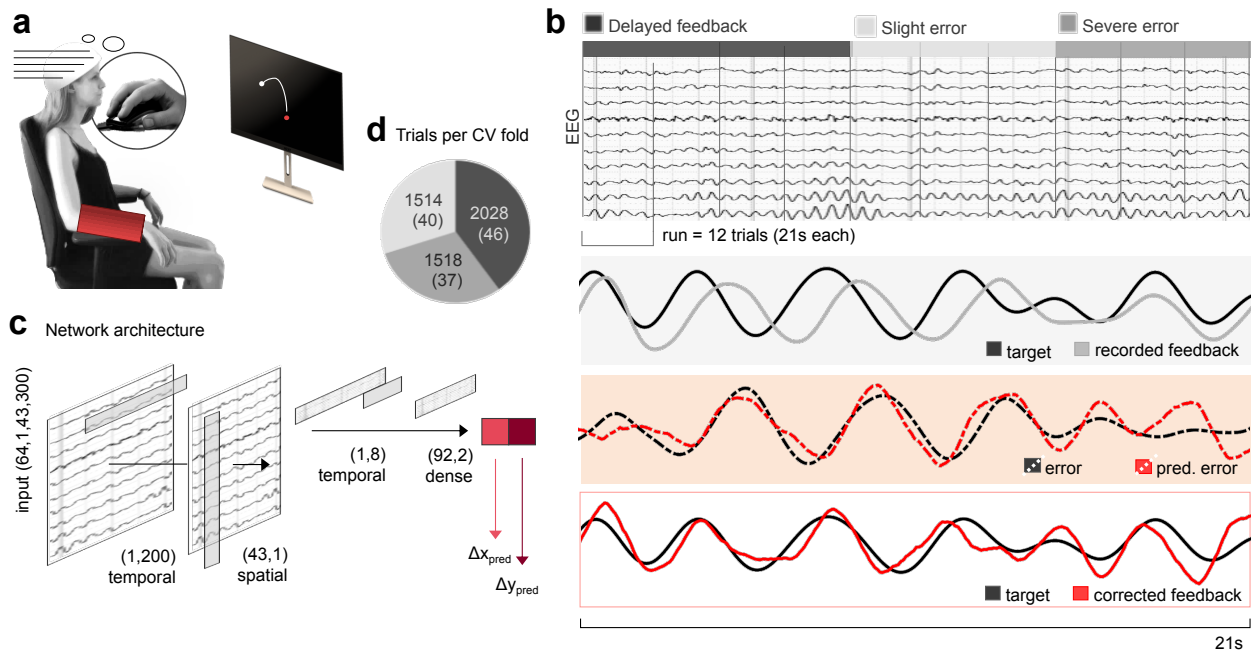 a
b
Delayed feedback
Slight error
Severe error
EEG
run = 12 trials (21s each)
d
Trials per CV fold
1514
(40)
2028
(46)
1518
(37)
target
recorded feedback
c
Network architecture
input (64,1,43,300)
(1,200)
temporal
(43,1)
spatial
(1,8)
temporal
(92,2)
dense
Δxpred
Δypred
error
pred. error
target
corrected feedback
21s